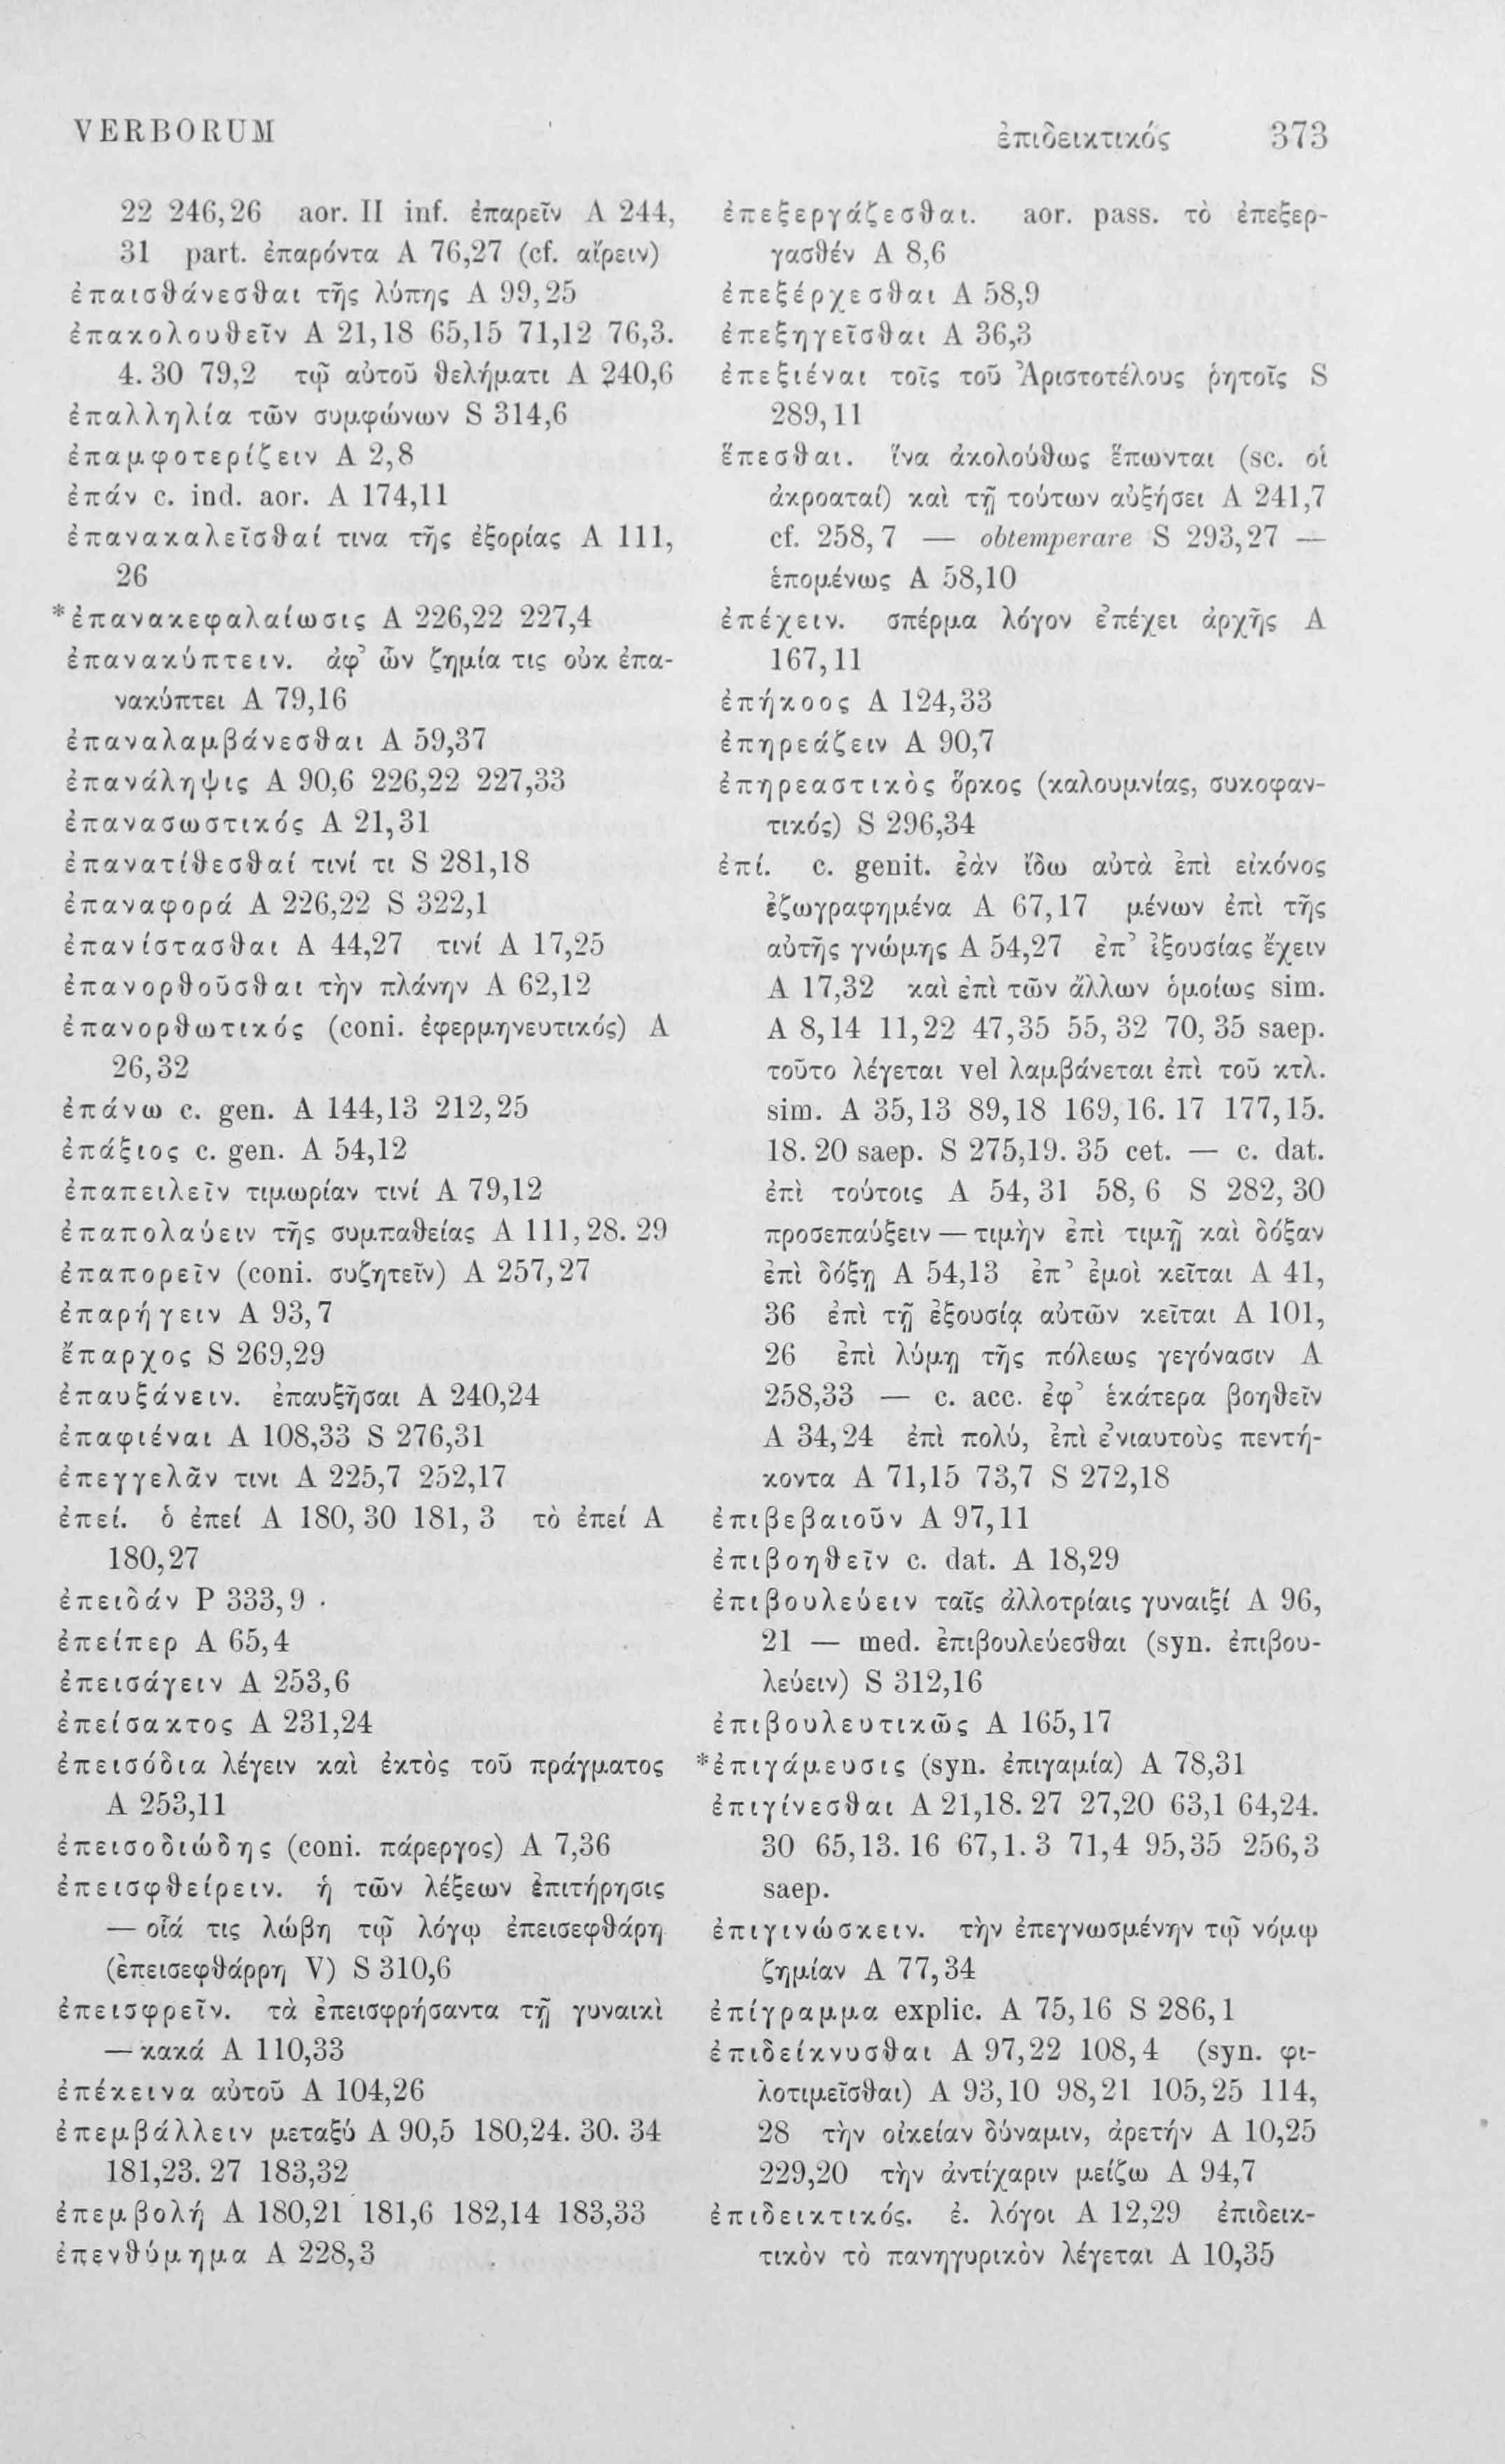 VERBORUM ἐπιδεικτικός 373
22 246,26 aor. II inf. ἐπαρεῖν A 244,
31 part. ἐπαρόντα A 76,27 (cf. αἴρειν)
ἐπαισθάνεσθαι τῆς λύπης A 99,25
ἐπακολουθεῖν A 21,18 65,15 71,12 76,3.
4. 30 79,2 τῷ αὐτοῦ θελήματι A 240,6
ἐπαλληλία τῶν συμφώνων S 314,6
ἐπαμφοτερίζειν A 2,8
ἐπάν c. ind. aor. A 174,11
ἐπανακαλεῖσθαί τινα τῆς ἐξορίας A 111,
26
*ἐπανακεφαλαίωσις A 226,22 227,4
ἐπανακύπτειν. ἀφ’ ὧν ζημία τις οὐκ ἐπα-
νακύπτει A 79,16
ἐπαναλαμβάνεσθαι A 59,37
ἐπανάληψις A 90,6 226,22 227,33
ἐπανασωστικός A 21,31
ἐπανατίθεσθαί τινί τι S 281,18
ἐπαναφορά A 226,22 S 322,1
ἐπανίστασθαι A 44,27 τινί A 17,25
ἐπανορθοῦσθαι τὴν πλάνην A 62,12
ἐπανορθωτικός (coni. ἐφερμηνευτικός) A
26,32
ἐπάνω c. gen. A 144,13 212,25
ἐπάξιος c. gen. A 54,12
ἐπαπειλεῖν τιμωρίαν τινί A 79,12
ἐπαπολαύειν τῆς συμπαθείας A 111,28. 29
ἐπαπορεῖν (coni. συζητεῖν) A 257,27
ἐπαρήγειν A 93,7
ἔπαρχος S 269,29
ἐπαυξάνειν. ἐπαυξῆσαι A 240,24
ἐπαφιέναι A 108,33 S 276,31
ἐπεγγελᾶν τινι A 225,7 252,17
ἐπεί. ὁ ἐπεί A 180,30 181,3 τὸ ἐπεί A
180,27
ἐπειδάν P 333,9
ἐπείπερ A 65,4
ἐπεισάγειν A 253,6
ἐπείσακτος A 231,24
ἐπεισόδια λέγειν καὶ ἐκτὸς τοῦ πράγματος
A 253,11
ἐπεισοδιώδης (coni. πάρεργος) A 7,36
ἐπεισφθείρειν. ἡ τῶν λέξεων ἐπιτήρησις
— οἷά τις λώβη τῷ λόγῳ ἐπεισεφθάρη
(ἐπεισεφθάρρη V) S 310,6
ἐπεισφρεῖν. τὰ ἐπεισφρήσαντα τῇ γυναικὶ
— κακά A 110,33
ἐπέκεινα αὐτοῦ A 104,26
ἐπεμβάλλειν μεταξύ A 90,5 180,24. 30. 34
181,23. 27 183,32
ἐπεμβολή A 180,21 181,6 182,14 183,33
ἐπενθύμημα A 228,3
ἐπεξεργάζεσθαι. aor. pass. τὸ ἐπεξερ-
γασθέν A 8,6
ἐπεξέρχεσθαι A 58,9
ἐπεξηγεῖσθαι A 36,3
ἐπεξιέναι τοῖς τοῦ Ἀριστοτέλους ῥητοῖς S
289,11
ἕπεσθαι. ἵνα ἀκολούθως ἕπωνται (sc. οἱ
ἀκροαταί) καὶ τῇ τούτων αὐξήσει A 241,7
cf. 258,7 — obtemperare S 293,27 —
ἑπομένως A 58,10
ἐπέχειν. σπέρμα λόγον ἐπέχει ἀρχῆς A
167,11
ἐπήκοος A 124,33
ἐπηρεάζειν A 90,7
ἐπηρεαστικὸς ὅρκος (καλουμνίας, συκοφαν-
τικός) S 296,34
ἐπί. c. genit. ἐὰν ἴδω αὐτὰ ἐπὶ εἰκόνος
ἐζωγραφημένα A 67,17 μένων ἐπὶ τῆς
αὐτῆς γνώμης A 54,27 ἐπ’ ἐξουσίας ἔχειν
A 17,32 καὶ ἐπὶ τῶν ἄλλων ὁμοίως sim.
A 8,14 11,22 47,35 55,32 70,35 saep.
τοῦτο λέγεται vel λαμβάνεται ἐπὶ τοῦ κτλ.
sim. A 35,13 89,18 169,16. 17 177,15.
18. 20 saep. S 275,19. 35 cet. — c. dat.
ἐπὶ τούτοις A 54,31 58,6 S 282,30
προσεπαύξειν — τιμὴν ἐπὶ τιμῇ καὶ δόξαν
ἐπὶ δόξῃ A 54,13 ἐπ’ ἐμοὶ κεῖται A 41,
36 ἐπὶ τῇ ἐξουσίᾳ αὐτῶν κεῖται A 101,
26 ἐπὶ λύμῃ τῆς πόλεως γεγόνασιν A
258,33 — c. acc. ἐφ’ ἑκάτερα βοηθεῖν
A 34,24 ἐπὶ πολύ, ἐπὶ ἐνιαυτοὺς πεντή-
κοντα A 71,15 73,7 S 272,18
ἐπιβεβαιοῦν A 97,11
ἐπιβοηθεῖν c. dat. A 18,29
ἐπιβουλεύειν ταῖς ἀλλοτρίαις γυναιξί A 96,
21 — med. ἐπιβουλεύεσθαι (syn. ἐπιβου-
λεύειν) S 312,16
ἐπιβουλευτικῶς A 165,17
*ἐπιγάμευσις (syn. ἐπιγαμία) A 78,31
ἐπιγίνεσθαι A 21,18. 27 27,20 63,1 64,24.
30 65,13. 16 67,1. 3 71,4 95,35 256,3
saep.
ἐπιγινώσκειν. τὴν ἐπεγνωσμένην τῷ νόμῳ
ζημίαν A 77,34
ἐπίγραμμα explic. A 75,16 S 286,1
ἐπιδείκνυσθαι A 97,22 108,4 (syn. φι-
λοτιμεῖσθαι) A 93,10 98,21 105,25 114,
28 τὴν οἰκείαν δύναμιν, ἀρετήν A 10,25
229,20 τὴν ἀντίχαριν μείζω A 94,7
ἐπιδεικτικός. ἐ. λόγοι A 12,29 ἐπιδεικ-
τικὸν τὸ πανηγυρικὸν λέγεται A 10,35